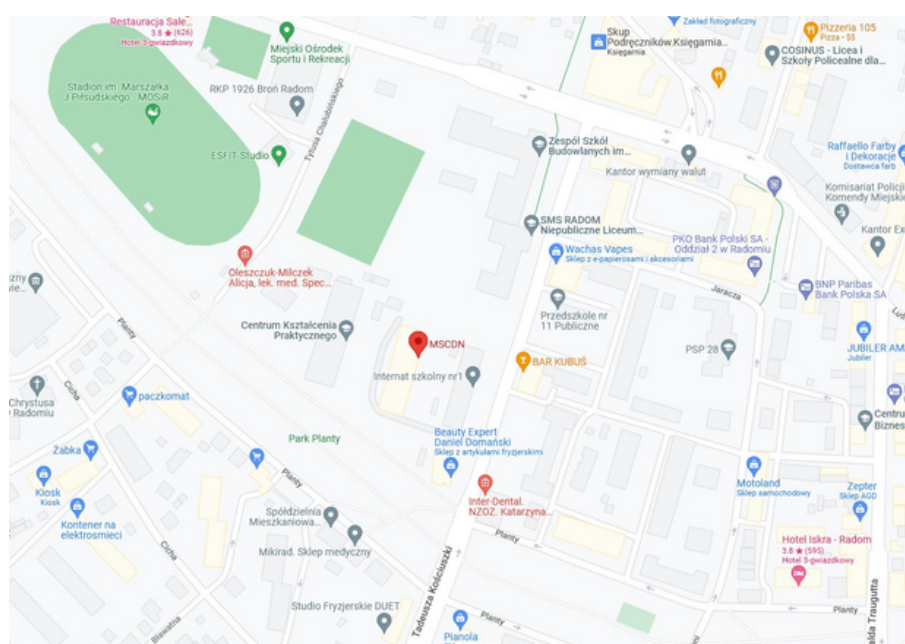 Restauracja Sale...
3.8 ★ (626)
Hotel 3-gwiazdkowy
Miejski Ośrodek
Sportu i Rekreacji
Zakład fotograficzny
Skup
Podręczników.Księgarnia...
Księgarnia
Pizzeria 105
Pizza • $$
COSINUS - Licea i
Szkoły Policealne dla...
Stadion im. Marszałka
J.Piłsudskiego - MOSiR
RKP 1926 Broń Radom
Tytusa Chałubińskiego
ESFIT Studio
Zespół Szkół
Budowlanych im...
Kantor wymiany walut
Raffaello Farby
i Dekoracje
Dostawca farb
Komisariat Policji
Komendy Miejskie
SMS RADOM
Niepubliczne Liceum...
Kantor Ex
PKO Bank Polski SA -
Oddział 2 w Radomiu
Wachas Vapes
Sklep z e-papierosami i akcesoriami
Oleszczuk-Milczek
Alicja, lek. med. Spec...
Jaracza
BNP Paribas
Bank Polska SA
Planty
Centrum Kształcenia
Praktycznego
Przedszkole nr
11 Publiczne
MSCDN
PSP 28
JUBILER AM
Jubiler
BAR KUBUŚ
Internat szkolny nr1
Cicha
Chrystusa
w Radomiu
paczkomat
Centru
Biznes
Park Planty
Beauty Expert
Daniel Domański
Sklep z artykułami fryzjerskimi
Żabka
Kiosk
Kiosk
Planty
Motoland
Sklep samochodowy
Zepter
Sklep AGD
Inter-Dental.
NZOZ. Katarzyna...
Kontener na
elektrosmieci
Spółdzielnia
Mieszkaniowa...
Planty
Hotel Iskra - Radom
3.8 ★ (595)
Hotel 3-gwiazdkowy
Cicha
Mikirad. Sklep medyczny
Tadeusza Kościuszki
Studio Fryzjerskie DUET
Planty
Planty
Bławatna
Pianola
alda Traugutta